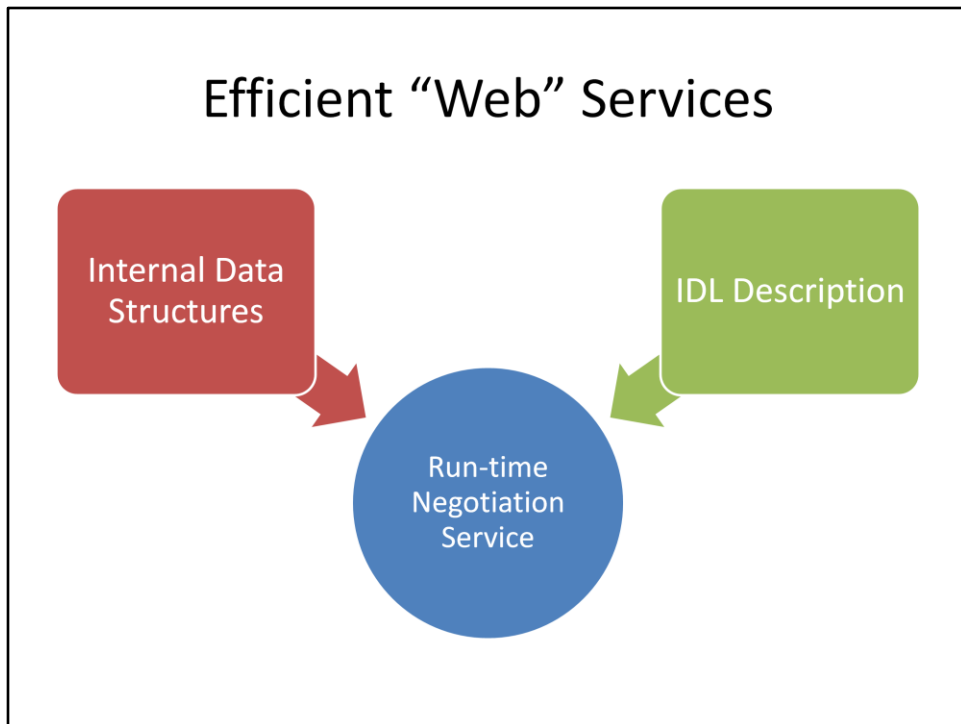 Efficient “Web” Services
Internal Data
Structures
IDL Description
Run-time
Negotiation
Service